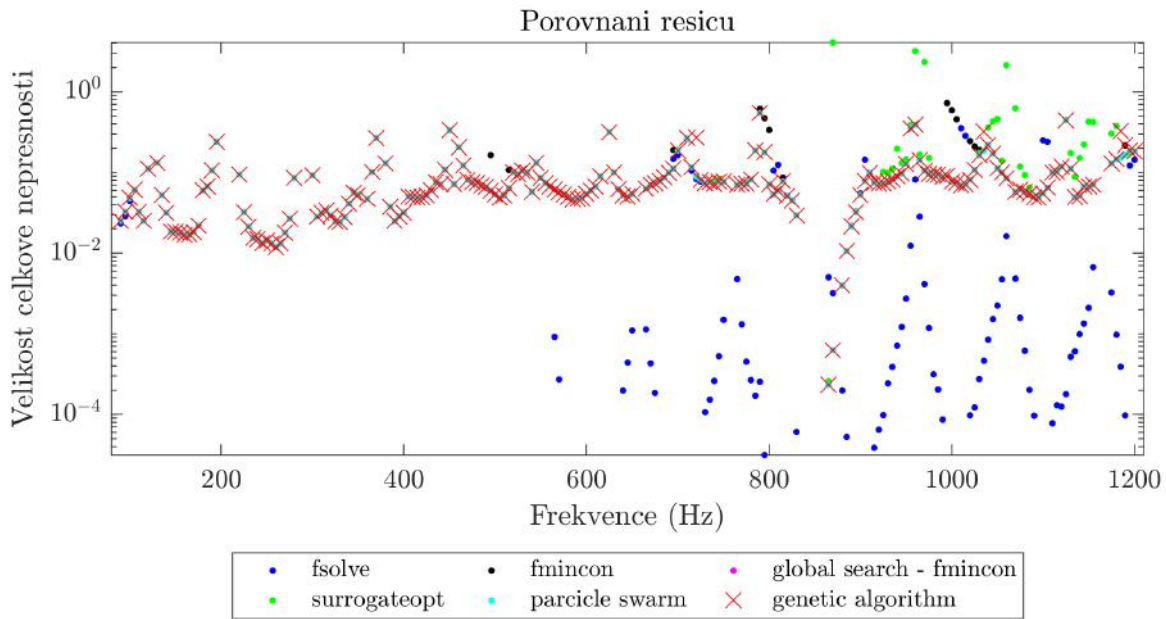 Porovnani resicu
Velikost celkove nepresnosti
10^0
10^-2
10^-4
200 400 600 800 1000 1200
Frekvence (Hz)
fsolve fmincon global search - fmincon
surrogateopt parcicle swarm genetic algorithm